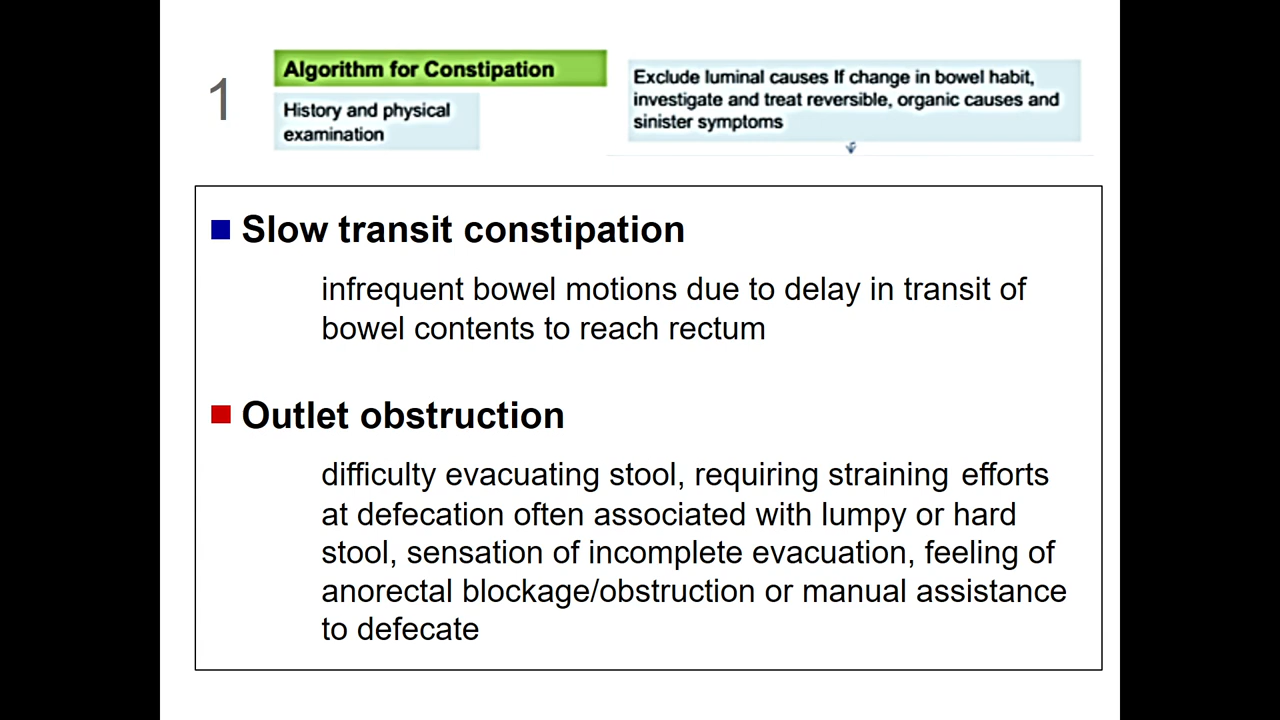 1
Algorithm for Constipation
History and physical
examination
Exclude luminal causes If change in bowel habit,
investigate and treat reversible, organic causes and
sinister symptoms
Slow transit constipation
infrequent bowel motions due to delay in transit of
bowel contents to reach rectum
Outlet obstruction
difficulty evacuating stool, requiring straining efforts
at defecation often associated with lumpy or hard
stool, sensation of incomplete evacuation, feeling of
anorectal blockage/obstruction or manual assistance
to defecate